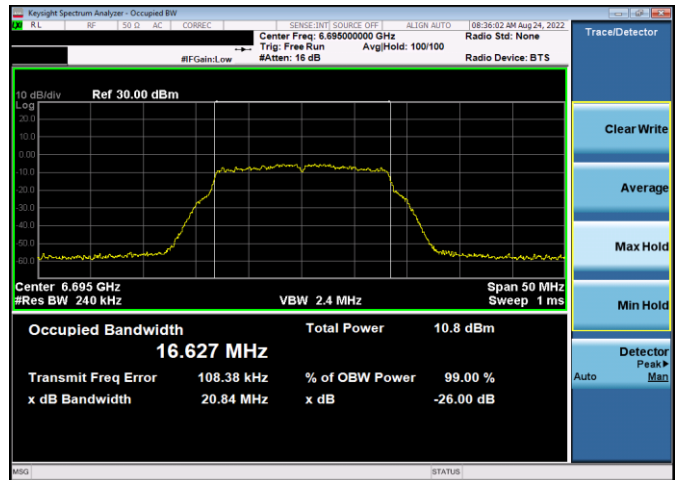 Keysight Spectrum Analyzer - Occupied BW
RL RF 50 Ω AC CORREC SENSE:INT SOURCE OFF ALIGN AUTO 08:36:02 AM Aug 24, 2022
Center Freq: 6.695000000 GHz Radio Std: None
Trig: Free Run Avg|Hold: 100/100
#IFGain:Low #Atten: 16 dB Radio Device: BTS
Trace/Detector
10 dB/div Ref 30.00 dBm
Log
20.0
10.0
0.00
-10.0
-20.0
-30.0
-40.0
-50.0
-60.0
Center 6.695 GHz Span 50 MHz
#Res BW 240 kHz VBW 2.4 MHz Sweep 1 ms
Occupied Bandwidth Total Power 10.8 dBm
16.627 MHz
Transmit Freq Error 108.38 kHz % of OBW Power 99.00 %
x dB Bandwidth 20.84 MHz x dB -26.00 dB
Clear Write
Average
Max Hold
Min Hold
Detector
Peak▶
Auto Man
MSG STATUS